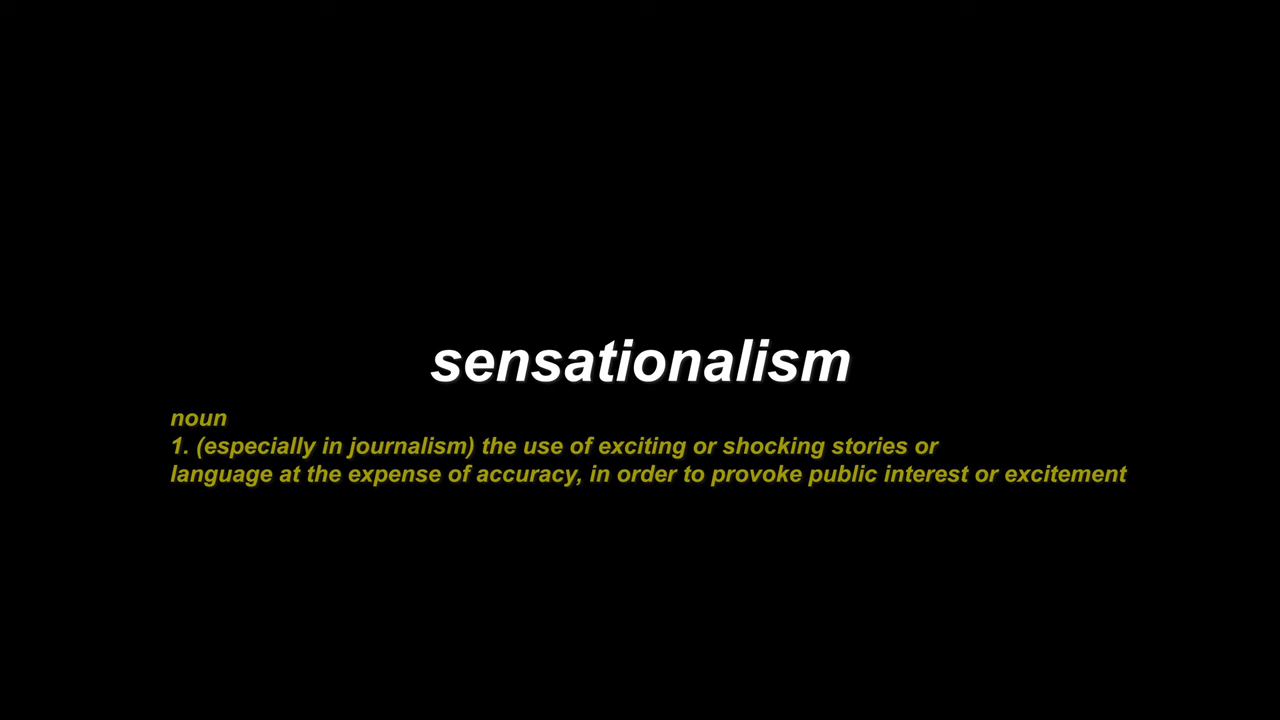 sensationalism
noun
1. (especially in journalism) the use of exciting or shocking stories or
language at the expense of accuracy, in order to provoke public interest or excitement